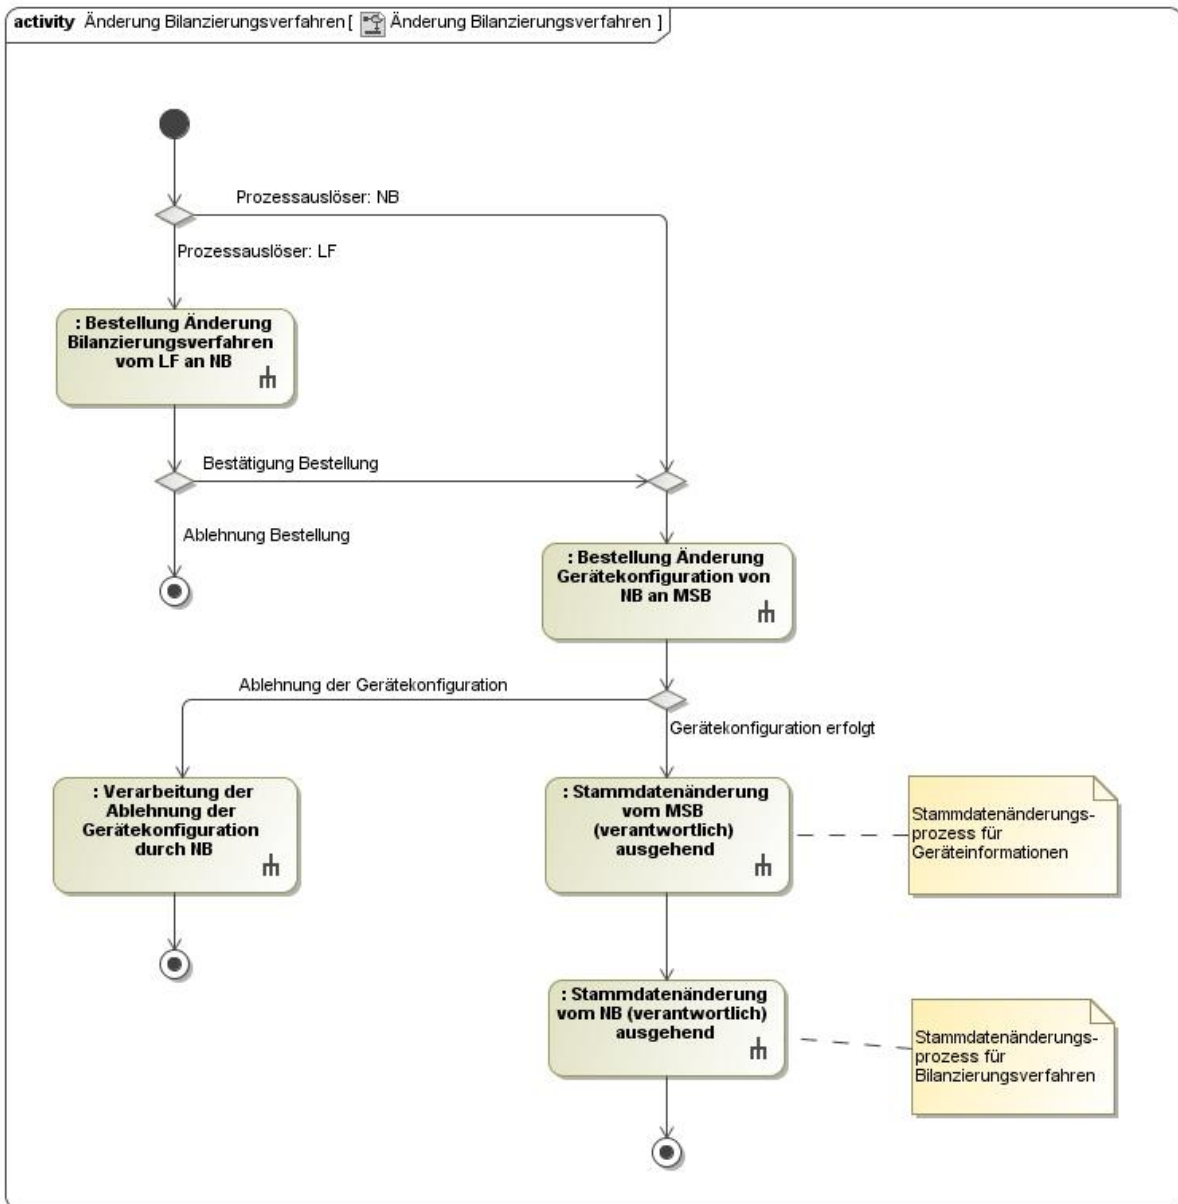 activity Änderung Bilanzierungsverfahren [ Änderung Bilanzierungsverfahren ]
Prozessauslöser: NB
Prozessauslöser: LF
: Bestellung Änderung
Bilanzierungsverfahren
vom LF an NB
Bestätigung Bestellung
Ablehnung Bestellung
: Bestellung Änderung
Gerätekonfiguration von
NB an MSB
Ablehnung der Gerätekonfiguration
Gerätekonfiguration erfolgt
: Verarbeitung der
Ablehnung der
Gerätekonfiguration
durch NB
: Stammdatenänderung
vom MSB
(verantwortlich)
ausgehend
Stammdatenänderungs-
prozess für
Geräteinformationen
: Stammdatenänderung
vom NB (verantwortlich)
ausgehend
Stammdatenänderungs-
prozess für
Bilanzierungsverfahren